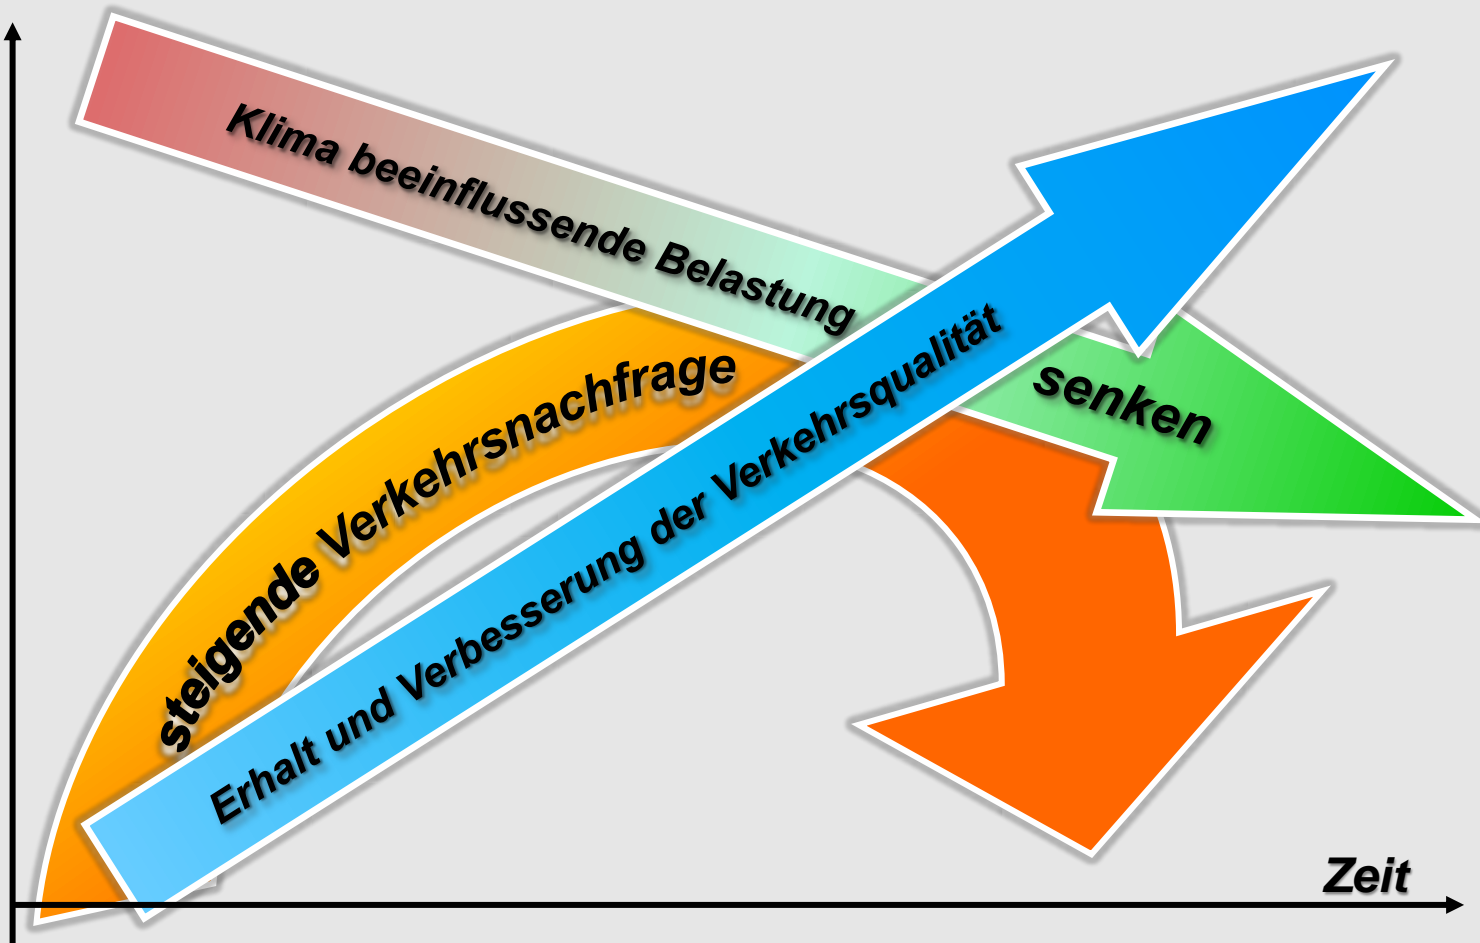 Klima beeinflussende Belastung
senken
steigende Verkehrsnachfrage
Erhalt und Verbesserung der Verkehrsqualität
Zeit